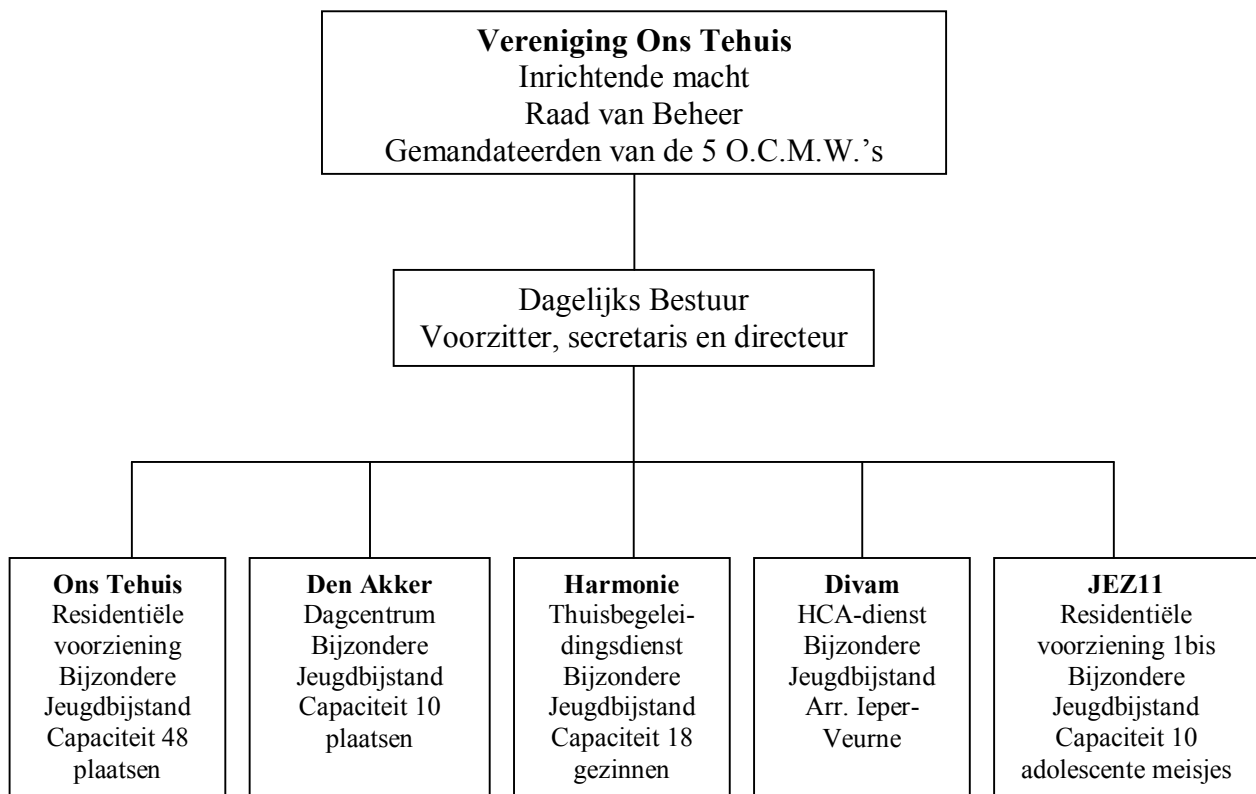 Vereniging Ons Tehuis
Inrichtende macht
Raad van Beheer
Gemandateerden van de 5 O.C.M.W.’s
Dagelijks Bestuur
Voorzitter, secretaris en directeur
Ons Tehuis
Residentiële
voorziening
Bijzondere
Jeugdbijstand
Capaciteit 48
plaatsen
Den Akker
Dagcentrum
Bijzondere
Jeugdbijstand
Capaciteit 10
plaatsen
Harmonie
Thuisbegelei-
dingsdienst
Bijzondere
Jeugdbijstand
Capaciteit 18
gezinnen
Divam
HCA-dienst
Bijzondere
Jeugdbijstand
Arr. Ieper-
Veurne
JEZ11
Residentiële
voorziening 1bis
Bijzondere
Jeugdbijstand
Capaciteit 10
adolescente meisjes